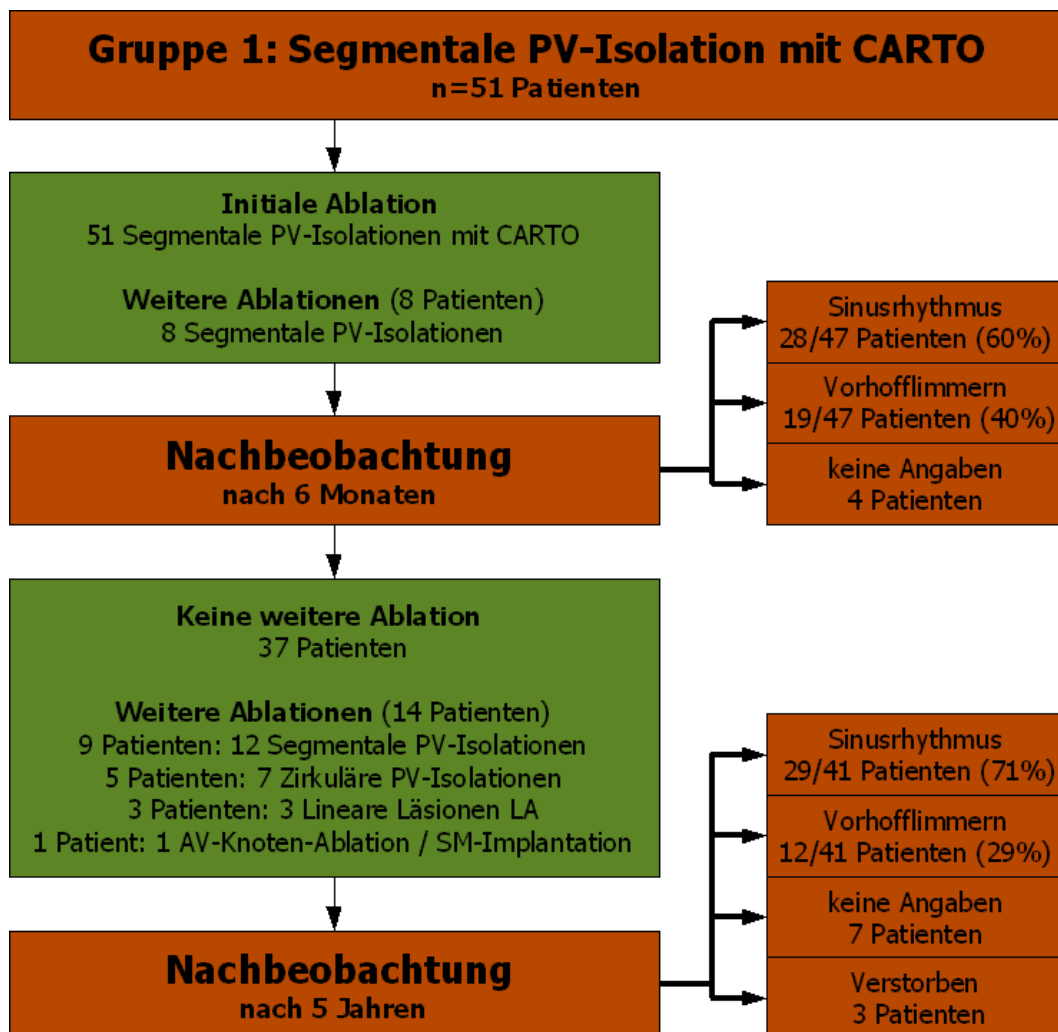 Gruppe 1: Segmentale PV-Isolation mit CARTO
n=51 Patienten
Initiale Ablation
51 Segmentale PV-Isolationen mit CARTO
Weitere Ablationen (8 Patienten)
8 Segmentale PV-Isolationen
Nachbeobachtung
nach 6 Monaten
Sinusrhythmus
28/47 Patienten (60%)
Vorhofflimmern
19/47 Patienten (40%)
keine Angaben
4 Patienten
Keine weitere Ablation
37 Patienten
Weitere Ablationen (14 Patienten)
9 Patienten: 12 Segmentale PV-Isolationen
5 Patienten: 7 Zirkuläre PV-Isolationen
3 Patienten: 3 Lineare Läsionen LA
1 Patient: 1 AV-Knoten-Ablation / SM-Implantation
Nachbeobachtung
nach 5 Jahren
Sinusrhythmus
29/41 Patienten (71%)
Vorhofflimmern
12/41 Patienten (29%)
keine Angaben
7 Patienten
Verstorben
3 Patienten